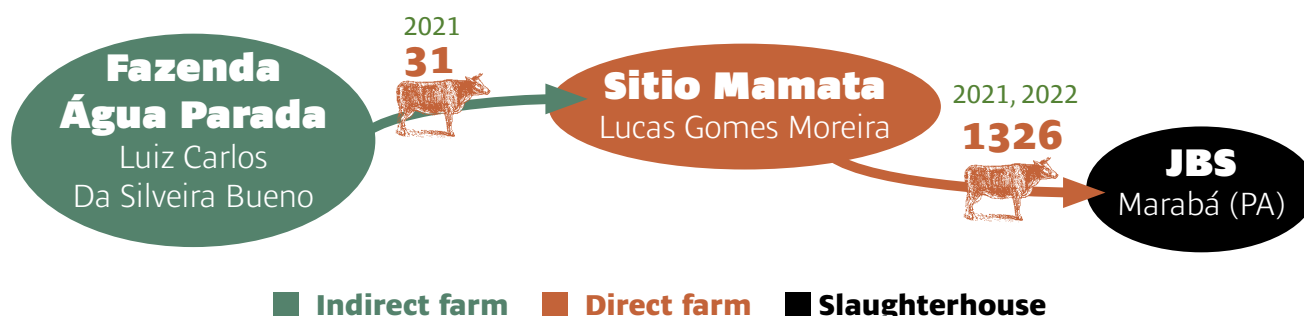 2021
31
Fazenda
Água Parada
Luiz Carlos
Da Silveira Bueno
Sitio Mamata
Lucas Gomes Moreira
2021, 2022
1326
JBS
Marabá (PA)
Indirect farm
Direct farm
Slaughterhouse